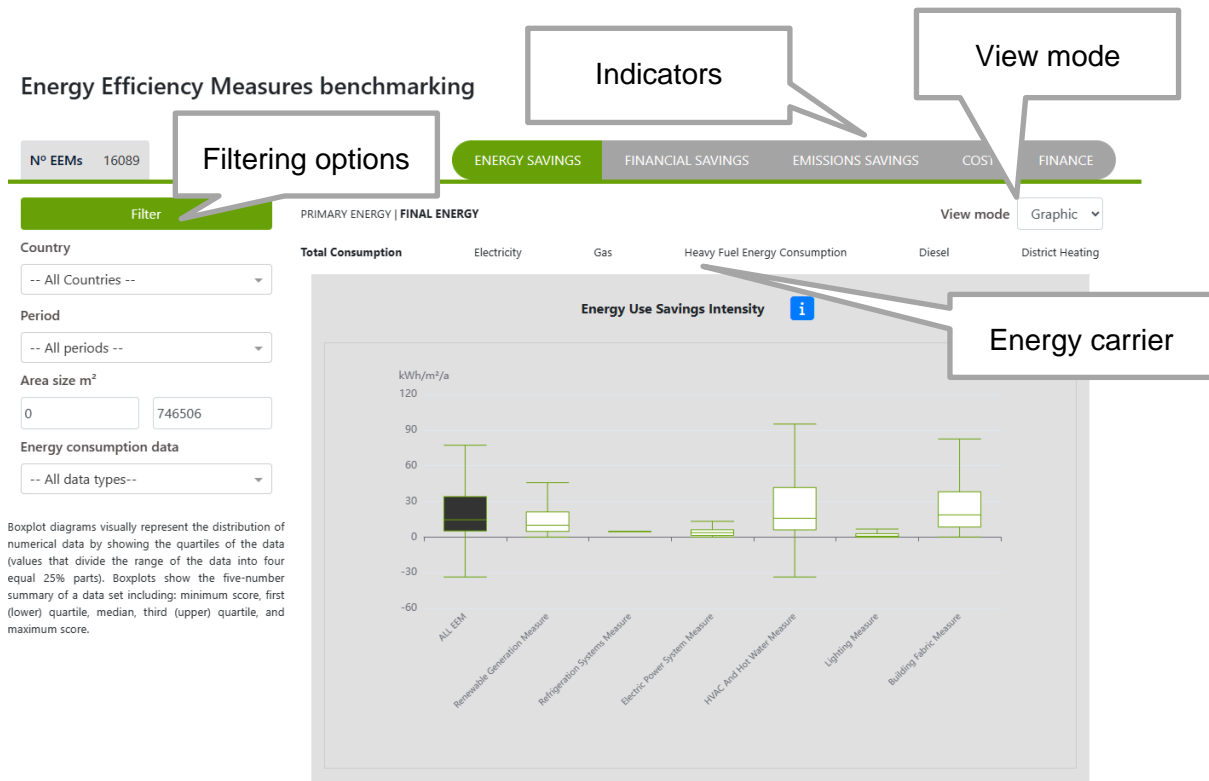 Indicators
View mode
Energy Efficiency Measures benchmarking
Nº EEMs 16089
Filtering options
ENERGY SAVINGS FINANCIAL SAVINGS EMISSIONS SAVINGS COST FINANCE
Filter
PRIMARY ENERGY | FINAL ENERGY
View mode Graphic
Country
-- All Countries --
Total Consumption Electricity Gas Heavy Fuel Energy Consumption Diesel District Heating
Energy Use Savings Intensity i
Energy carrier
Period
-- All periods --
Area size m²
0 746506
Energy consumption data
-- All data types--
Boxplot diagrams visually represent the distribution of
numerical data by showing the quartiles of the data
(values that divide the range of the data into four
equal 25% parts). Boxplots show the five-number
summary of a data set including: minimum score, first
(lower) quartile, median, third (upper) quartile, and
maximum score.
kWh/m²/a
120
90
60
30
0
-30
-60
ALL EEM
Renewable Generation Measure
Refrigeration Systems Measure
Electric Power System Measure
HVAC And Hot Water Measure
Lighting Measure
Building Fabric Measure